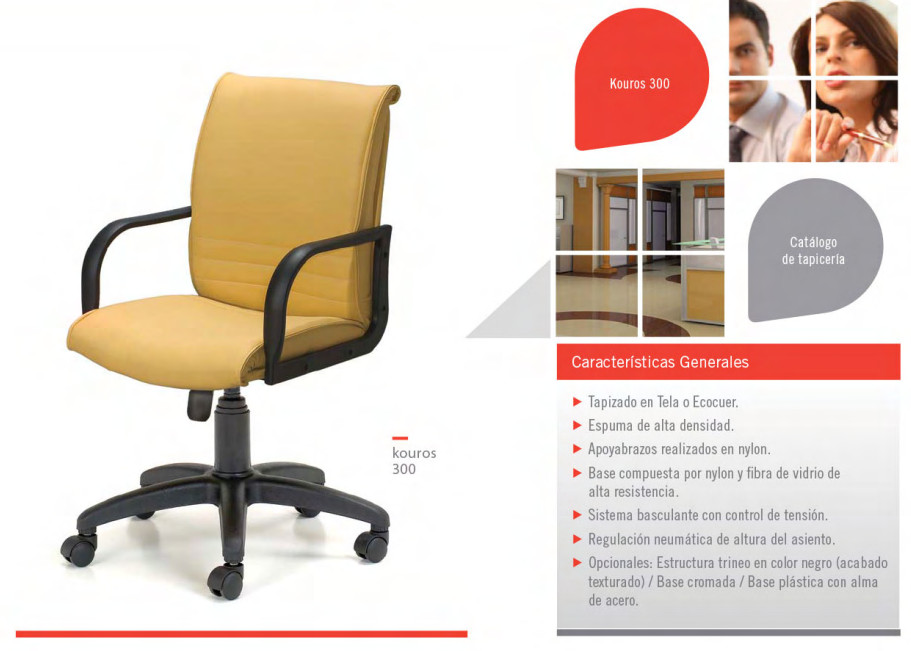 Kouros 300
Catálogo
de tapicería
kouros
300
Características Generales
Tapizado en Tela o Ecocuer.
Espuma de alta densidad.
Apoyabrazos realizados en nylon.
Base compuesta por nylon y fibra de vidrio de
alta resistencia.
Sistema basculante con control de tensión.
Regulación neumática de altura del asiento.
Opcionales: Estructura trineo en color negro (acabado
texturado) / Base cromada / Base plástica con alma
de acero.